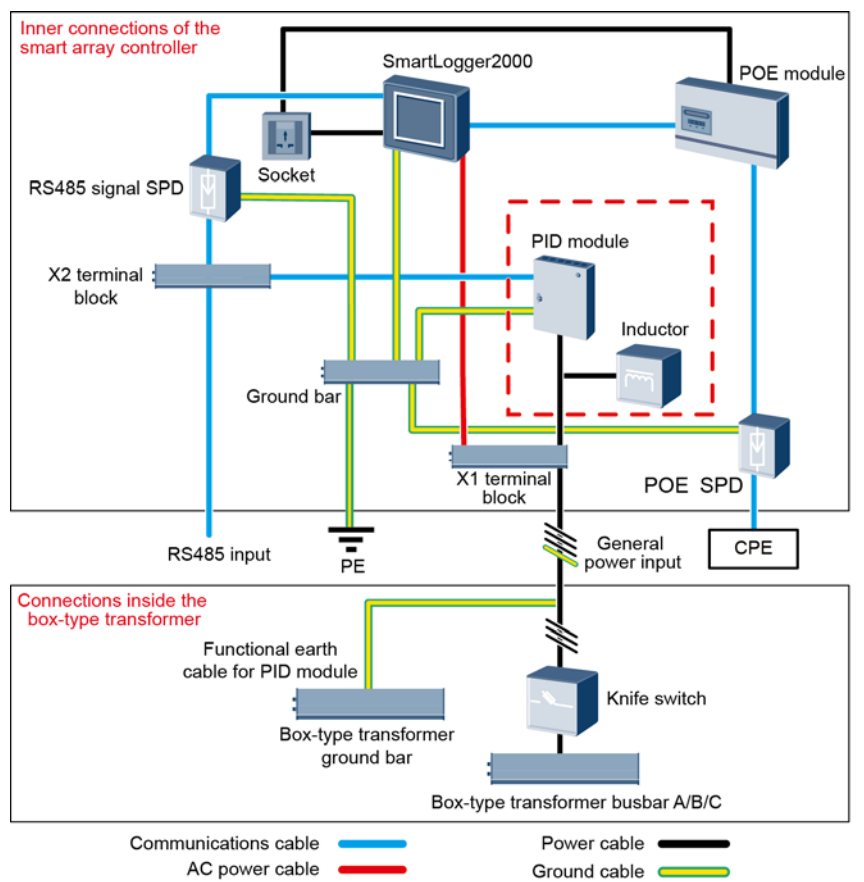 Inner connections of the
smart array controller
SmartLogger2000
POE module
Socket
RS485 signal SPD
PID module
X2 terminal
block
Inductor
Ground bar
X1 terminal
block
POE SPD
RS485 input
PE
General
power input
CPE
Connections inside the
box-type transformer
Functional earth
cable for PID module
Knife switch
Box-type transformer
ground bar
Box-type transformer busbar A/B/C
Communications cable
Power cable
AC power cable
Ground cable